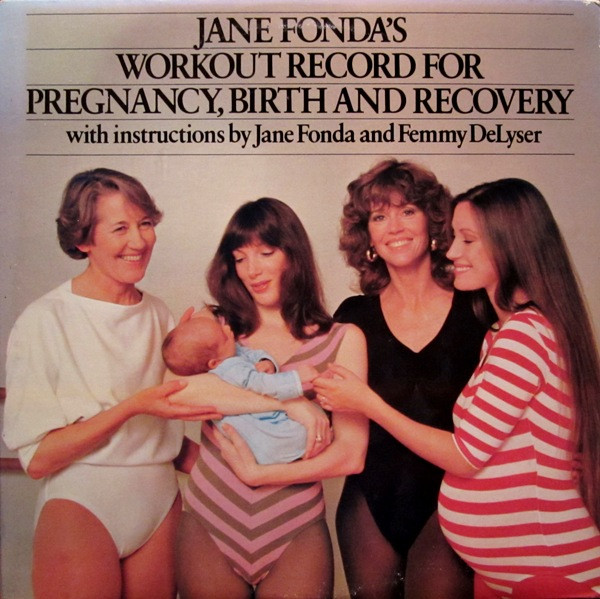 JANE FONDA'S
WORKOUT RECORD FOR
PREGNANCY, BIRTH AND RECOVERY
with instructions by Jane Fonda and Femmy DeLyser